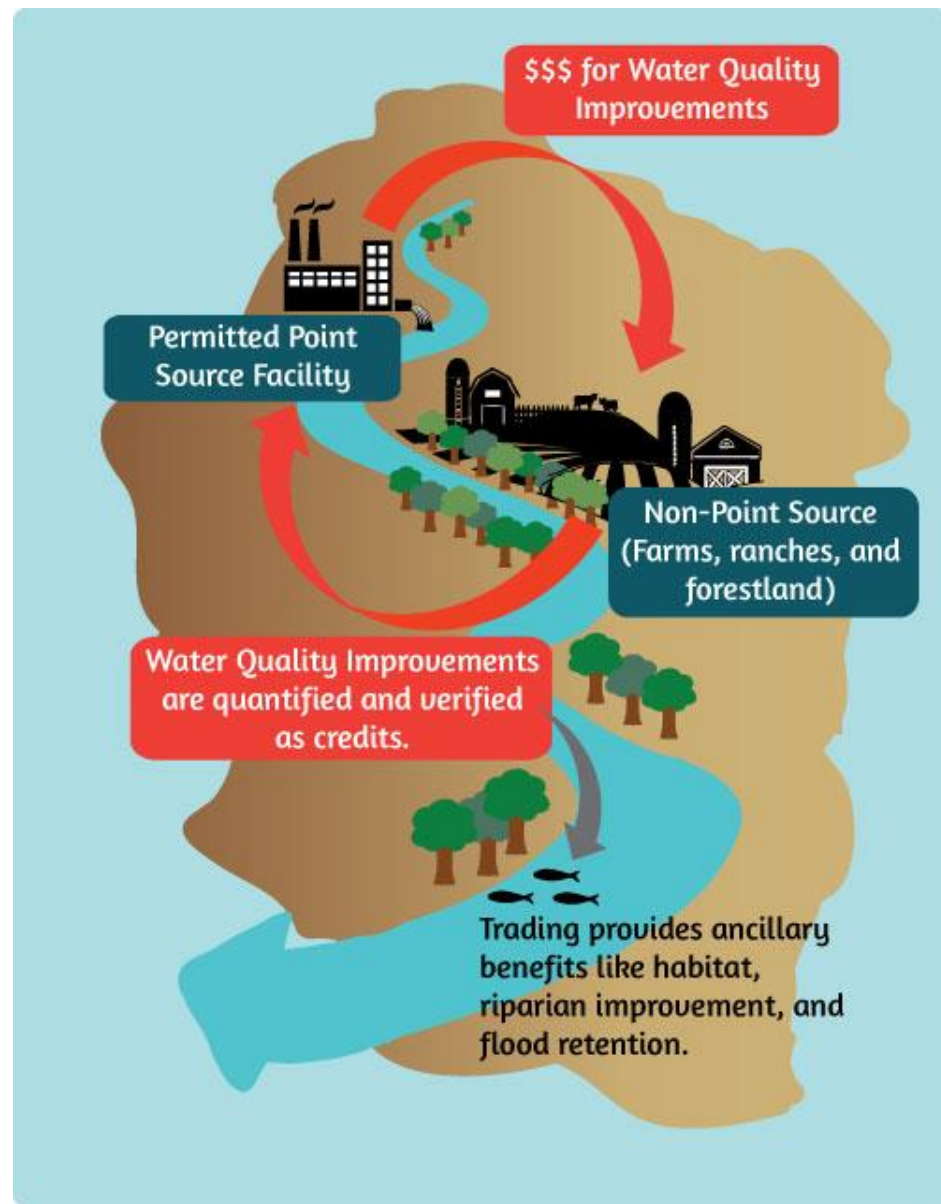 $$$ for Water Quality
Improvements
Permitted Point
Source Facility
Non-Point Source
(Farms, ranches, and
forestland)
Water Quality Improvements
are quantified and verified
as credits.
Trading provides ancillary
benefits like habitat,
riparian improvement, and
flood retention.